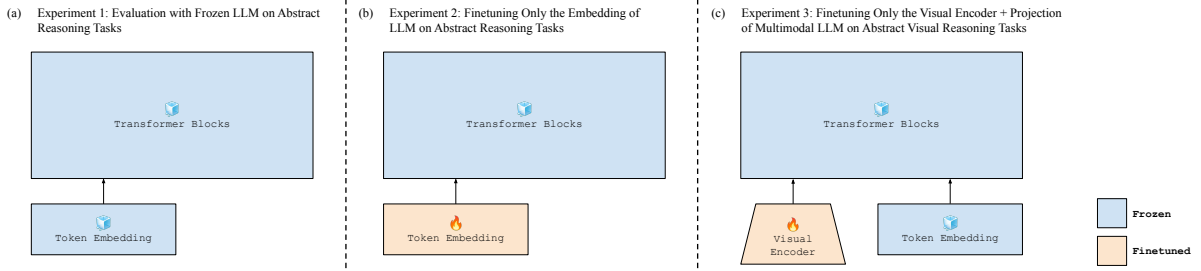 (a) Experiment 1: Evaluation with Frozen LLM on Abstract
Reasoning Tasks
Transformer Blocks
Token Embedding
(b) Experiment 2: Finetuning Only the Embedding of
LLM on Abstract Reasoning Tasks
Transformer Blocks
Token Embedding
(c) Experiment 3: Finetuning Only the Visual Encoder + Projection
of Multimodal LLM on Abstract Visual Reasoning Tasks
Transformer Blocks
Visual
Encoder
Token Embedding
Frozen
Finetuned